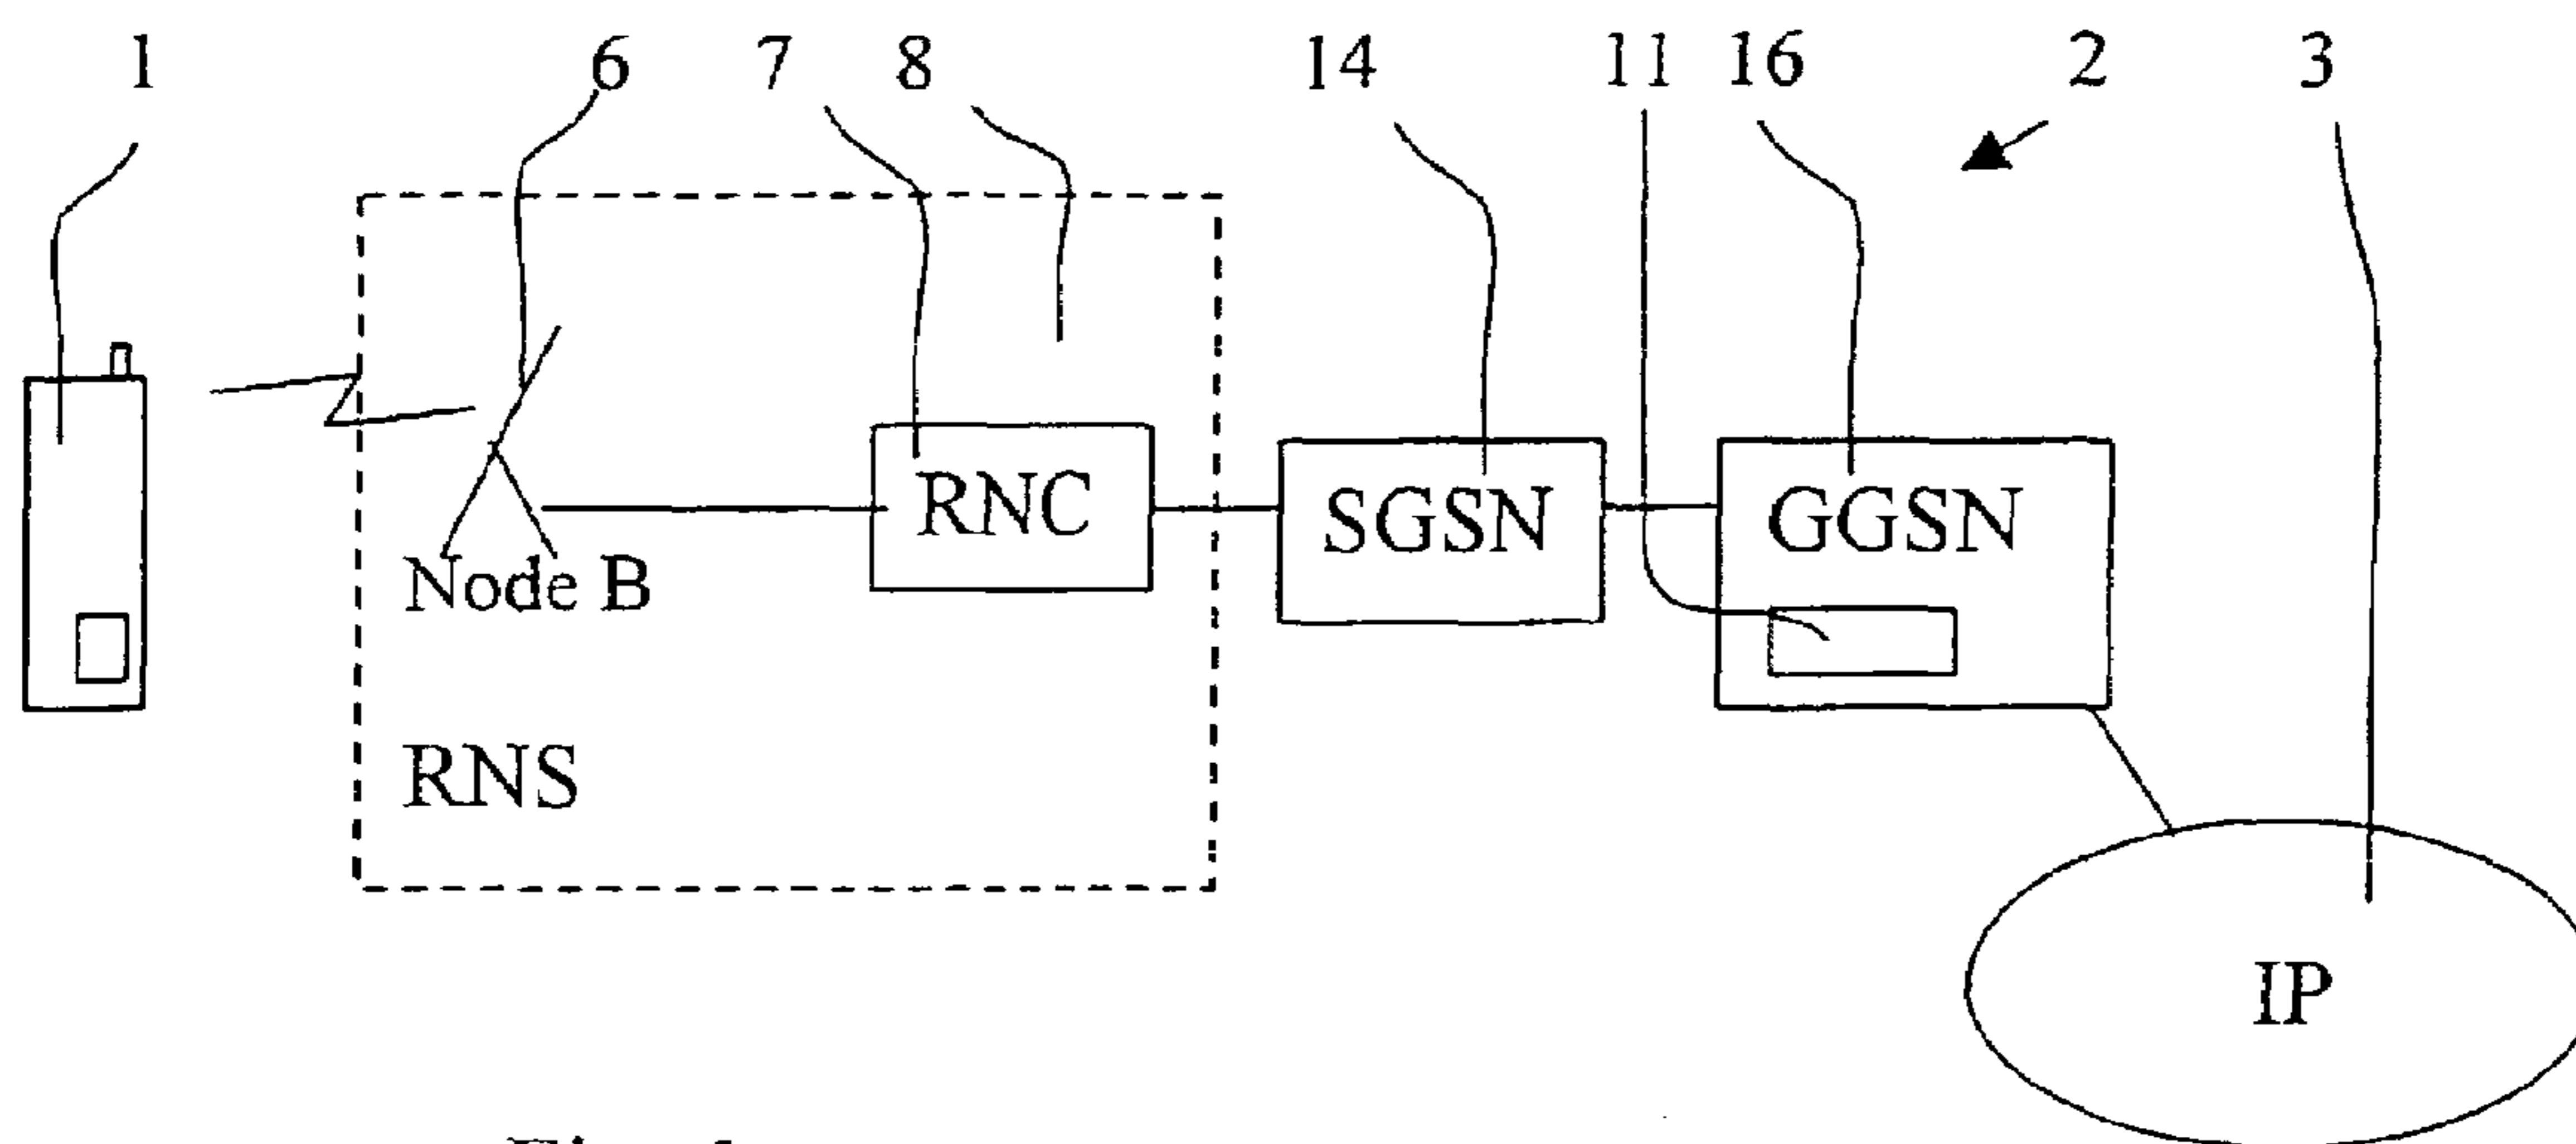 1 6 7 8 14 11 16 2 3
RNC SGSN GGSN
Node B
RNS
IP